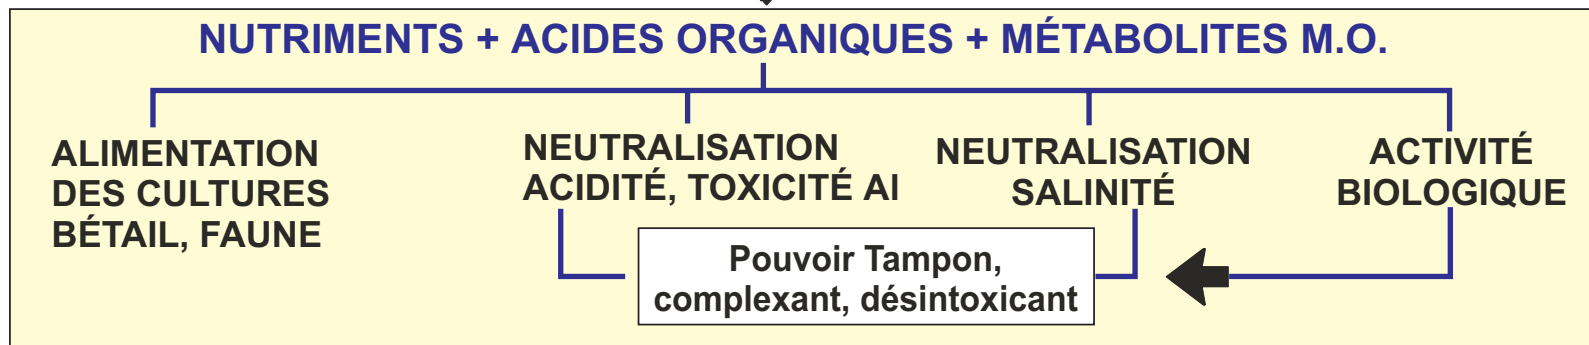 NUTRIMENTS + ACIDES ORGANIQUES + MÉTABOLITES M.O.
ALIMENTATION
DES CULTURES
BÉTAIL, FAUNE
NEUTRALISATION
ACIDITÉ, TOXICITÉ Al
NEUTRALISATION
SALINITÉ
ACTIVITÉ
BIOLOGIQUE
Pouvoir Tampon,
complexant, désintoxicant